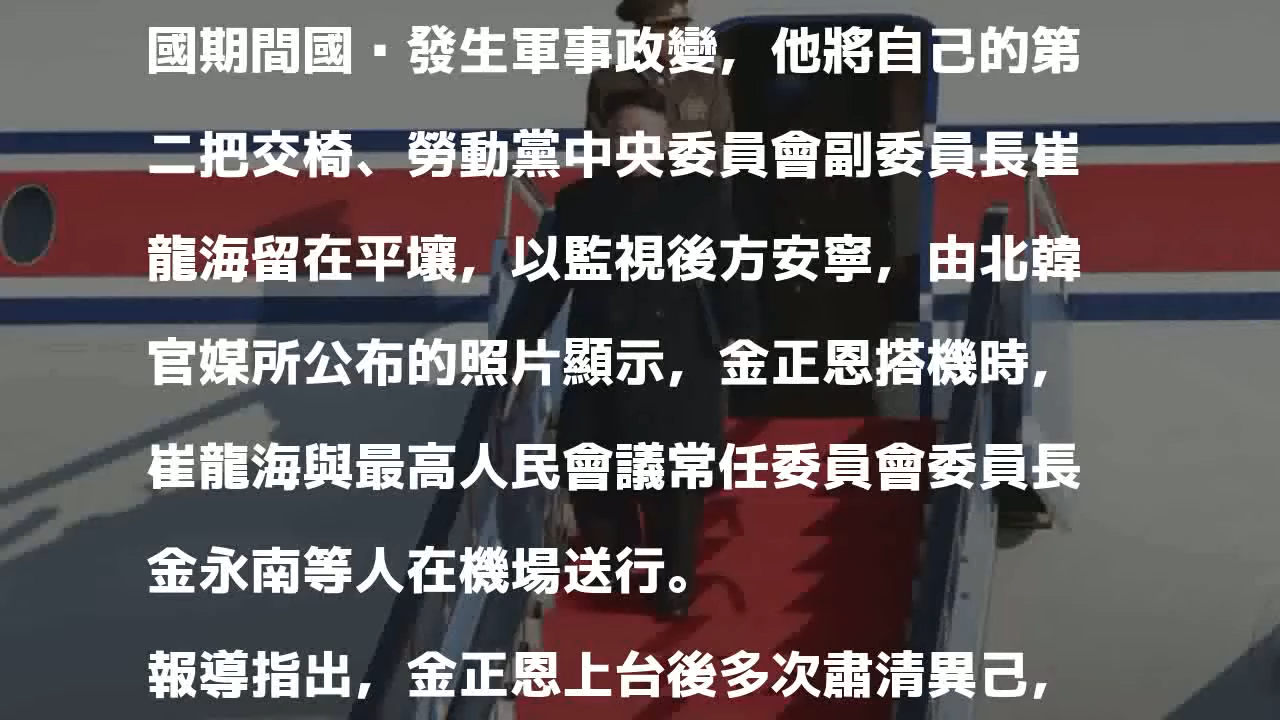 國期間國·發生軍事政變，他將自己的第
二把交椅、勞動黨中央委員會副委員長崔
龍海留在平壤，以監視後方安寧，由北韓
官媒所公布的照片顯示，金正恩搭機時，
崔龍海與最高人民會議常任委員會委員長
金永南等人在機場送行。
報導指出，金正恩上台後多次肅清異己，